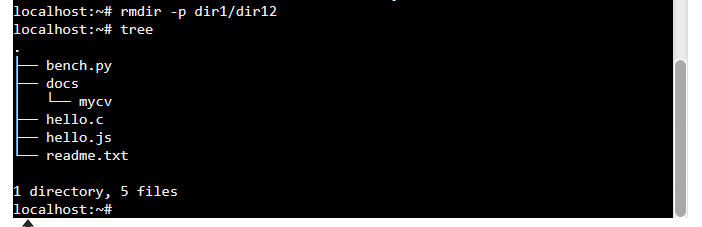 localhost:~# rmdir -p dir1/dir12
localhost:~# tree
.
├── bench.py
├── docs
│   └── mycv
├── hello.c
├── hello.js
└── readme.txt
1 directory, 5 files
localhost:~#